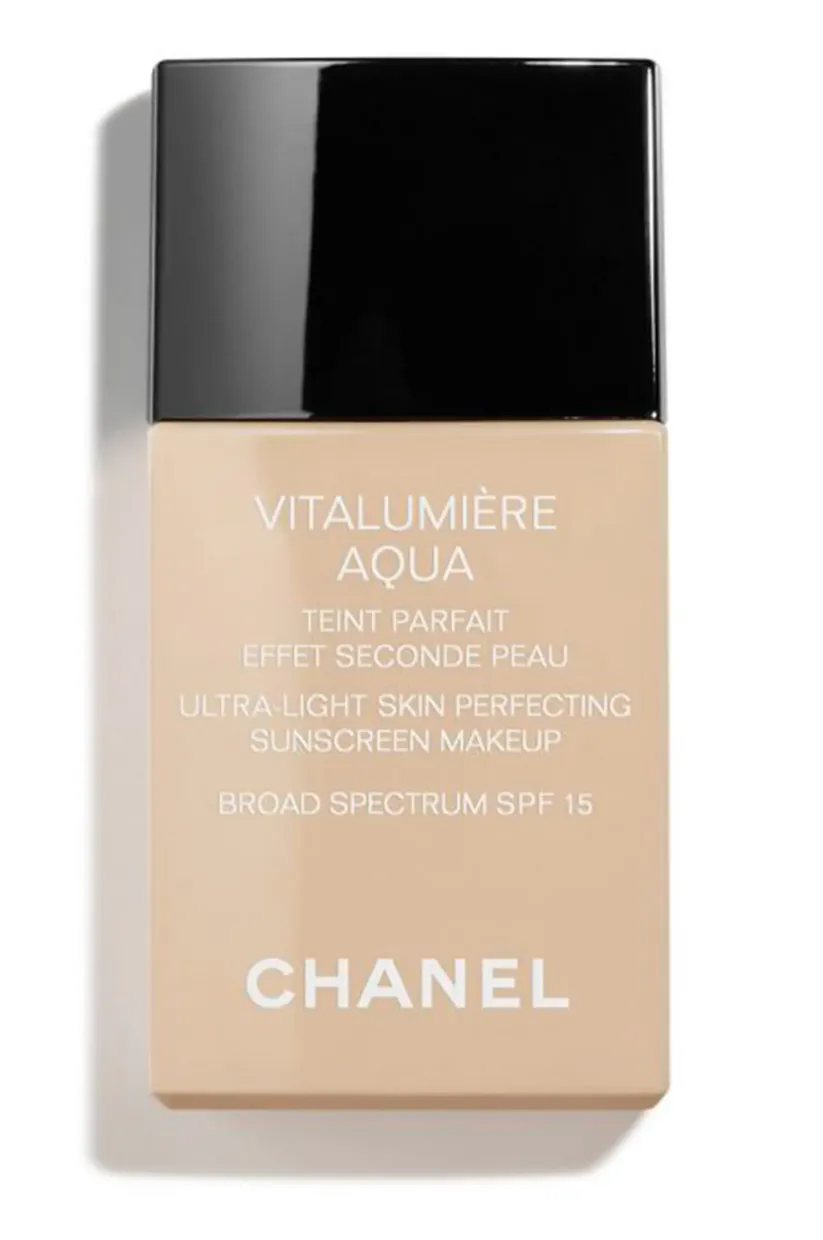 VITALUMIÈRE
AQUA
TEINT PARFAIT
EFFET SECONDE PEAU
ULTRA-LIGHT SKIN PERFECTING
SUNSCREEN MAKEUP
BROAD SPECTRUM SPF 15
CHANEL